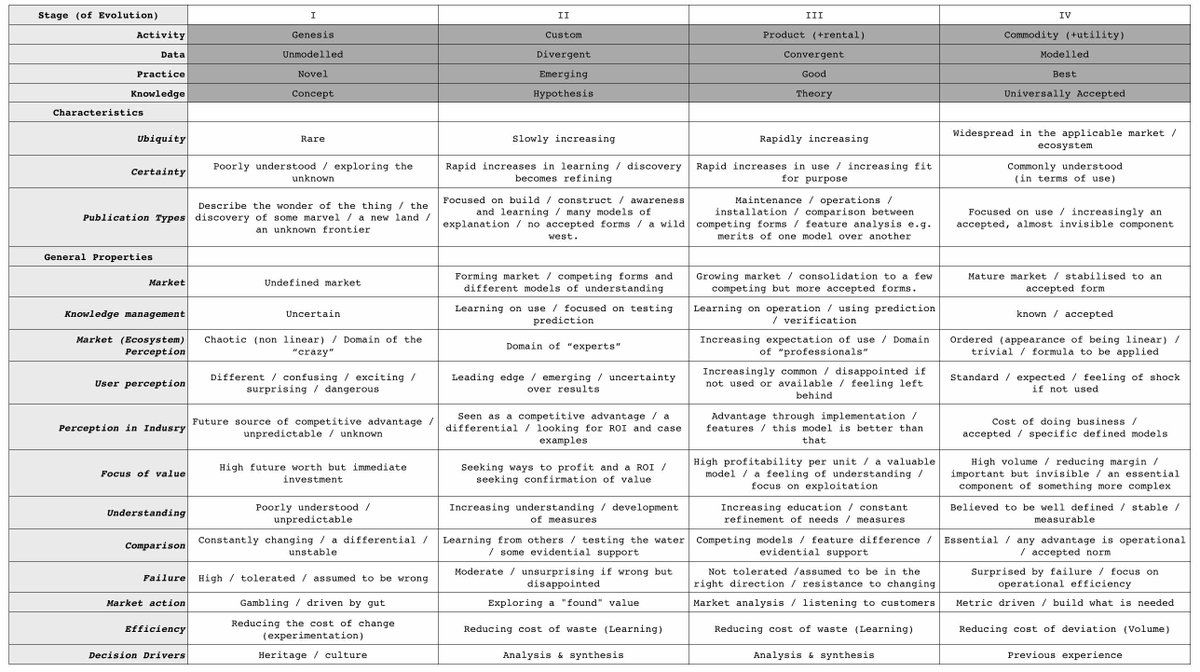 Stage (of Evolution) I II III IV
Activity Genesis Custom Product (+rental) Commodity (+utility)
Data Unmodelled Divergent Convergent Modelled
Practice Novel Emerging Good Best
Knowledge Concept Hypothesis Theory Universally Accepted
Characteristics
Ubiquity
Rare
Slowly increasing
Rapidly increasing
Widespread in the applicable market /
ecosystem
Certainty
Poorly understood / exploring the
unknown
Rapid increases in learning / discovery
becomes refining
Rapid increases in use / increasing fit
for purpose
Commonly understood
(in terms of use)
Publication Types
Describe the wonder of the thing / the
discovery of some marvel / a new land /
an unknown frontier
Focused on build / construct / awareness
and learning / many models of
explanation / no accepted forms / a wild
west.
Maintenance / operations /
installation / comparison between
competing forms / feature analysis e.g.
merits of one model over another
Focused on use / increasingly an
accepted, almost invisible component
General Properties
Market
Undefined market
Forming market / competing forms and
different models of understanding
Growing market / consolidation to a few
competing but more accepted forms.
Mature market / stabilised to an
accepted form
Knowledge management
Uncertain
Learning on use / focused on testing
prediction
Learning on operation / using prediction
/ verification
known / accepted
Market (Ecosystem)
Perception
Chaotic (non linear) / Domain of the
“crazy”
Domain of “experts”
Increasing expectation of use / Domain
of “professionals”
Ordered (appearance of being linear) /
trivial / formula to be applied
User perception
Different / confusing / exciting /
surprising / dangerous
Leading edge / emerging / uncertainty
over results
Increasingly common / disappointed if
not used or available / feeling left
behind
Standard / expected / feeling of shock
if not used
Perception in Indusry
Future source of competitive advantage /
unpredictable / unknown
Seen as a competitive advantage / a
differential / looking for ROI and case
examples
Advantage through implementation /
features / this model is better than
that
Cost of doing business /
accepted / specific defined models
Focus of value
High future worth but immediate
investment
Seeking ways to profit and a ROI /
seeking confirmation of value
High profitability per unit / a valuable
model / a feeling of understanding /
focus on exploitation
High volume / reducing margin /
important but invisible / an essential
component of something more complex
Understanding
Poorly understood /
unpredictable
Increasing understanding / development
of measures
Increasing education / constant
refinement of needs / measures
Believed to be well defined / stable /
measurable
Comparison
Constantly changing / a differential /
unstable
Learning from others / testing the water
/ some evidential support
Competing models / feature difference /
evidential support
Essential / any advantage is operational
/ accepted norm
Failure
High / tolerated / assumed to be wrong
Moderate / unsurprising if wrong but
disappointed
Not tolerated /assumed to be in the
right direction / resistance to changing
Surprised by failure / focus on
operational efficiency
Market action
Gambling / driven by gut
Exploring a "found" value
Market analysis / listening to customers
Metric driven / build what is needed
Efficiency
Reducing the cost of change
(experimentation)
Reducing cost of waste (Learning)
Reducing cost of waste (Learning)
Reducing cost of deviation (Volume)
Decision Drivers
Heritage / culture
Analysis & synthesis
Analysis & synthesis
Previous experience